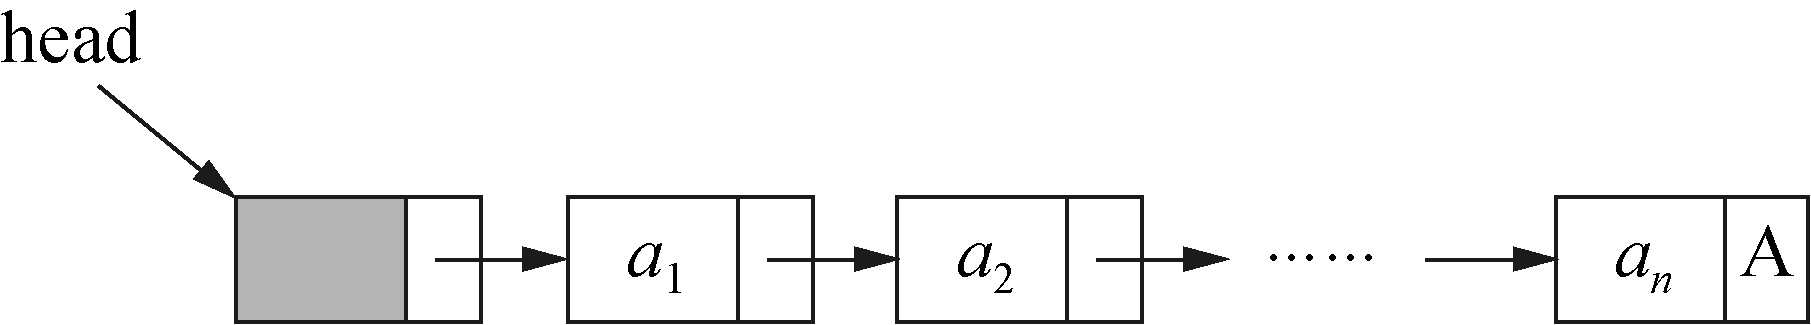 head
a₁ a₂ …… aₙ A